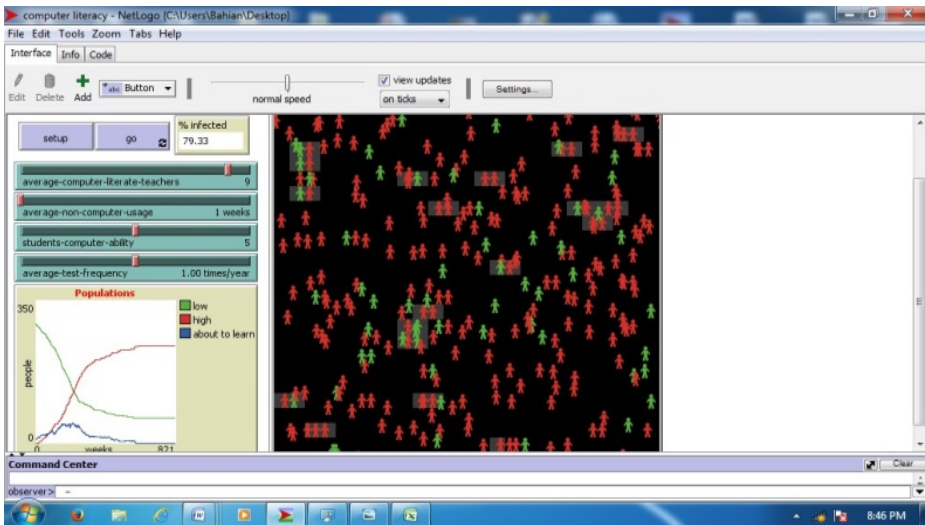 computer literacy - NetLogo {C:\Users\Bahian\Desktop}
File Edit Tools Zoom Tabs Help
Interface Info Code
Edit Delete Add
abc Button
normal speed
view updates
on ticks
Settings...
setup
go
% infected
79.33
average-computer-literate-teachers 9
average-non-computer-usage 1 weeks
students-computer-ability 5
average-test-frequency 1.00 times/year
Populations
350
people
0
0 weeks 821
low
high
about to learn
Command Center
Clear
observer>
8:46 PM